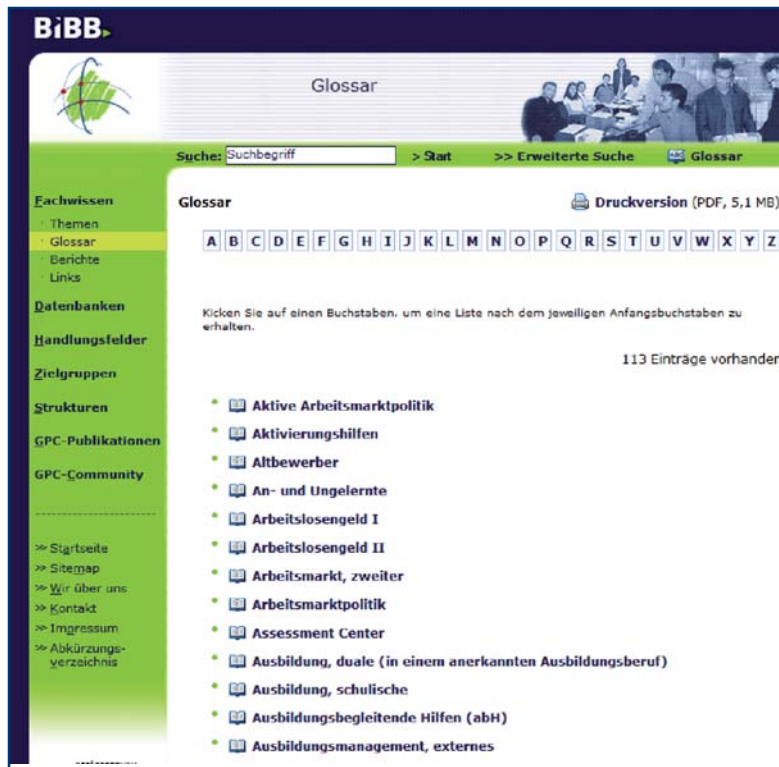 BiBB
Glossar
Suche: Suchbegriff > Start >> Erweiterte Suche Glossar
Fachwissen
Themen
Glossar
Berichte
Links
Datenbanken
Handlungsfelder
Zielgruppen
Strukturen
GPC-Publikationen
GPC-Community
Startseite
Sitemap
Wir über uns
Kontakt
Impressum
Abkürzungs-
verzeichnis
Glossar Druckversion (PDF, 5,1 MB)
A B C D E F G H I J K L M N O P Q R S T U V W X Y Z
Kicken Sie auf einen Buchstaben, um eine Liste nach dem jeweiligen Anfangsbuchstaben zu
erhalten.
113 Einträge vorhanden
Aktive Arbeitsmarktpolitik
Aktivierungshilfen
Altbewerber
An- und Ungelernte
Arbeitslosengeld I
Arbeitslosengeld II
Arbeitsmarkt, zweiter
Arbeitsmarktpolitik
Assessment Center
Ausbildung, duale (in einem anerkannten Ausbildungsberuf)
Ausbildung, schulische
Ausbildungsbegleitende Hilfen (abH)
Ausbildungsmanagement, externes